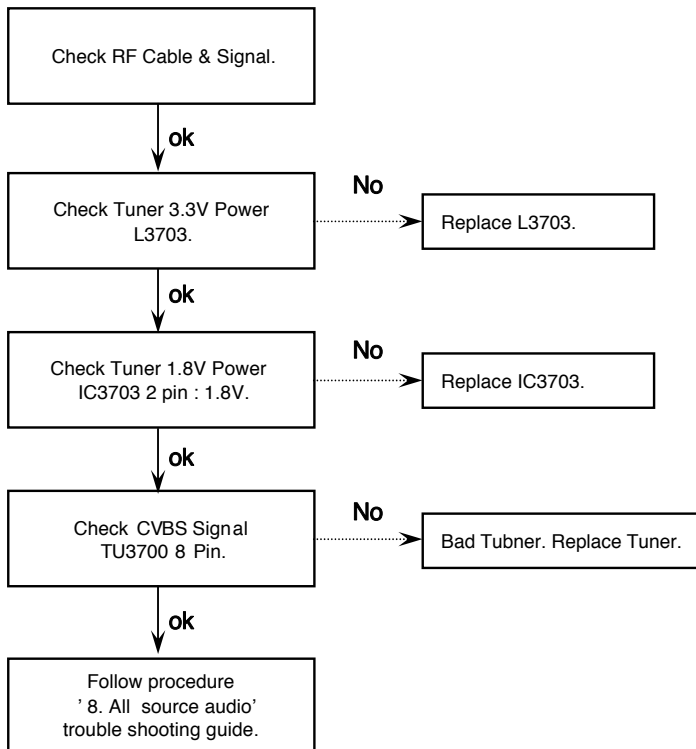 Check RF Cable & Signal.
ok
Check Tuner 3.3V Power
L3703.
No
Replace L3703.
ok
Check Tuner 1.8V Power
IC3703 2 pin : 1.8V.
No
Replace IC3703.
ok
Check CVBS Signal
TU3700 8 Pin.
No
Bad Tubner. Replace Tuner.
ok
Follow procedure
' 8. All source audio’
trouble shooting guide.